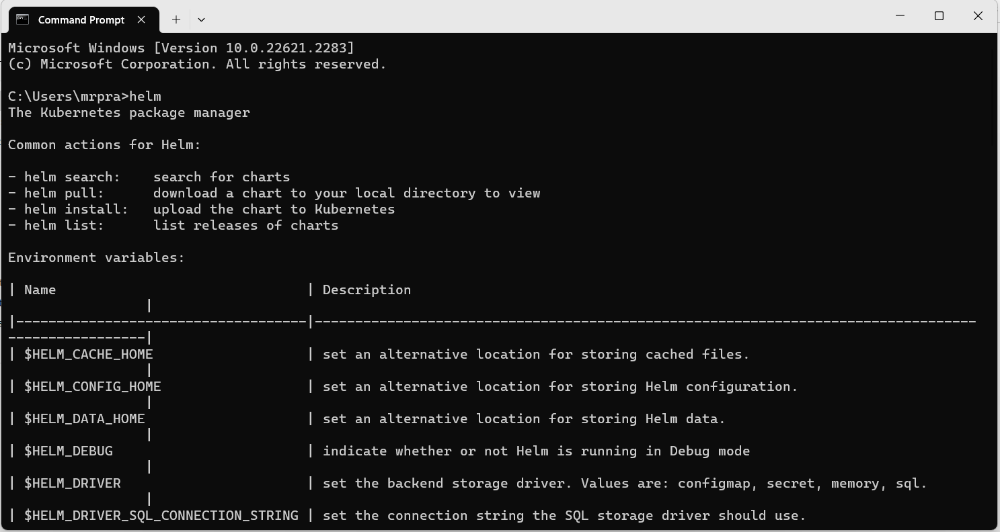 Command Prompt
Microsoft Windows [Version 10.0.22621.2283]
(c) Microsoft Corporation. All rights reserved.
C:\Users\mrpra>helm
The Kubernetes package manager
Common actions for Helm:
- helm search:    search for charts
- helm pull:      download a chart to your local directory to view
- helm install:   upload the chart to Kubernetes
- helm list:      list releases of charts
Environment variables:
| Name                               | Description
                 |
|------------------------------------|----------------------------------------------------------------------------------
-----------------|
| $HELM_CACHE_HOME                   | set an alternative location for storing cached files.
                 |
| $HELM_CONFIG_HOME                  | set an alternative location for storing Helm configuration.
                 |
| $HELM_DATA_HOME                    | set an alternative location for storing Helm data.
                 |
| $HELM_DEBUG                        | indicate whether or not Helm is running in Debug mode
                 |
| $HELM_DRIVER                       | set the backend storage driver. Values are: configmap, secret, memory, sql.
                 |
| $HELM_DRIVER_SQL_CONNECTION_STRING | set the connection string the SQL storage driver should use.